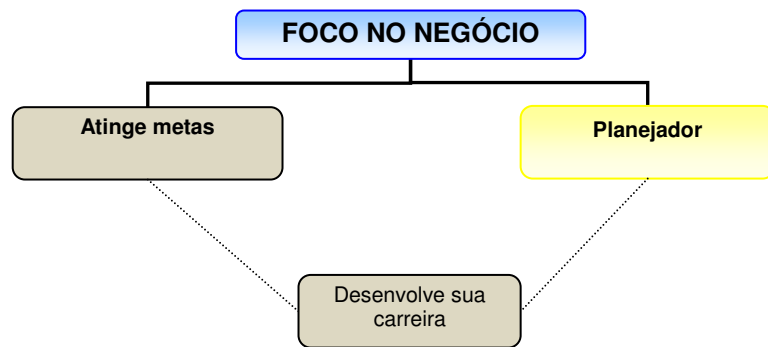 FOCO NO NEGÓCIO
Atinge metas
Planejador
Desenvolve sua
carreira